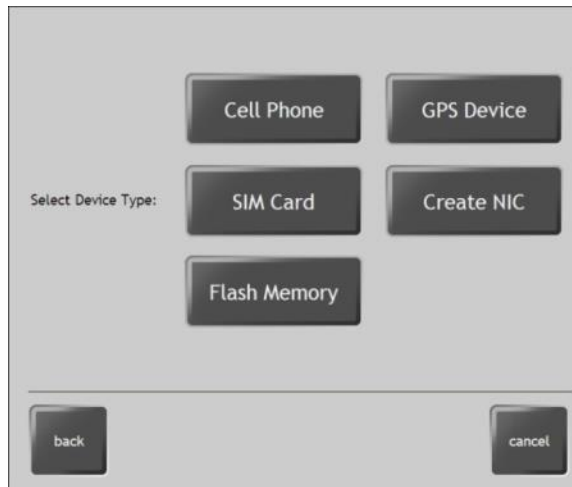 Cell Phone
GPS Device
Select Device Type:
SIM Card
Create NIC
Flash Memory
back
cancel